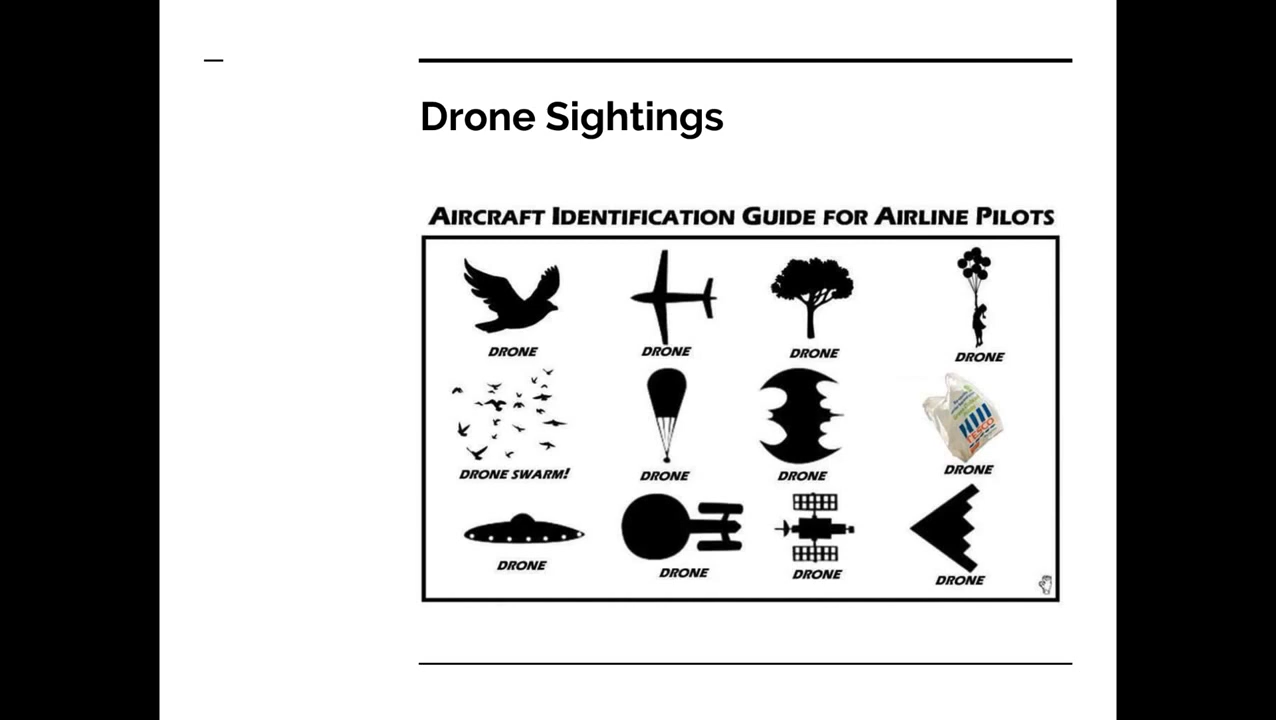 Drone Sightings
AIRCRAFT IDENTIFICATION GUIDE FOR AIRLINE PILOTS
DRONE
DRONE
DRONE
DRONE
DRONE SWARM!
DRONE
DRONE
TESCO
DRONE
DRONE
DRONE
DRONE
DRONE